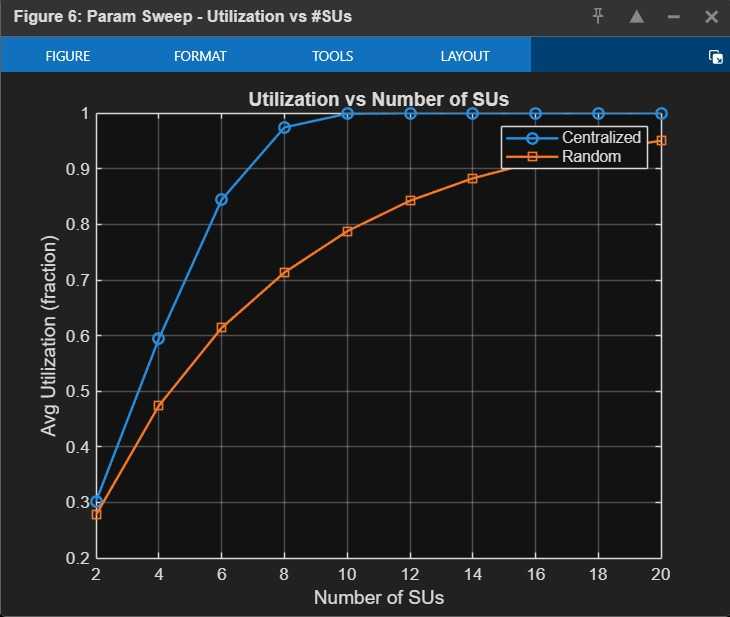 Figure 6: Param Sweep - Utilization vs #SUs
FIGURE FORMAT TOOLS LAYOUT
Utilization vs Number of SUs
Centralized
Random
1
0.9
0.8
0.7
0.6
0.5
0.4
0.3
0.2
Avg Utilization (fraction)
2 4 6 8 10 12 14 16 18 20
Number of SUs